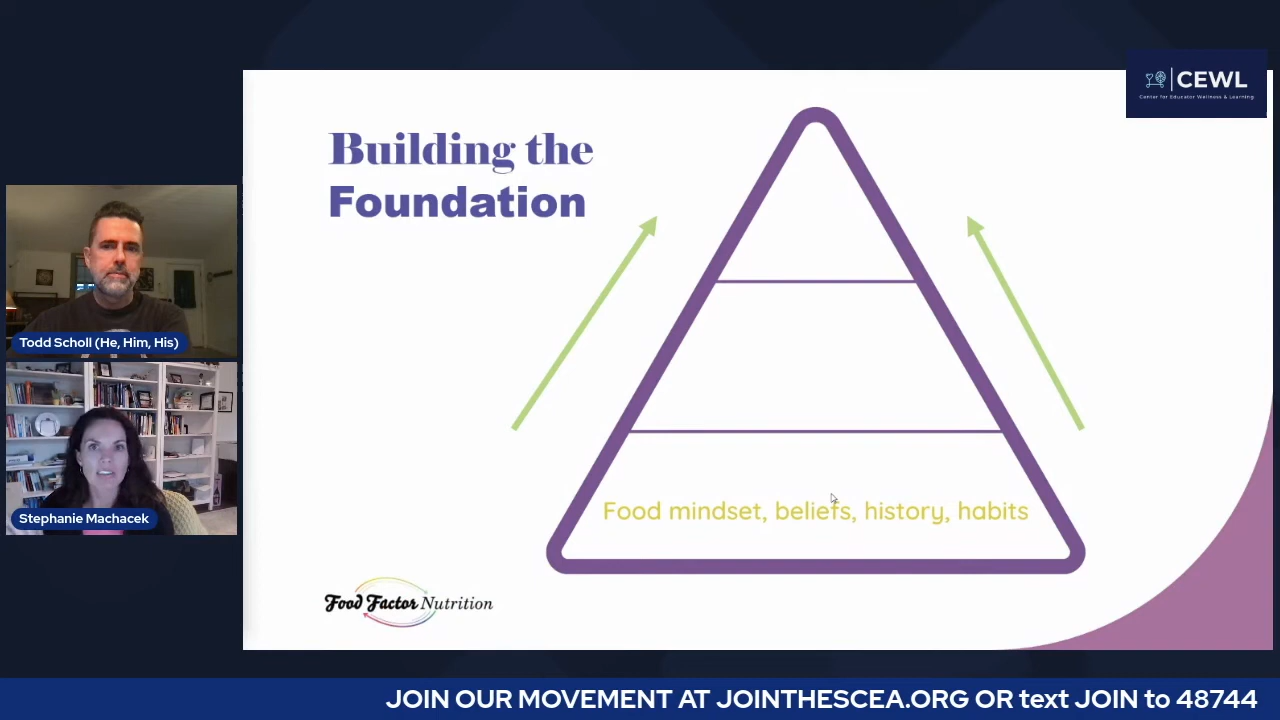 CEWL
Center for Educator Wellness & Learning
Building the
Foundation
Todd Scholl (He, Him, His)
Stephanie Machacek
Food mindset, beliefs, history, habits
Food Factor Nutrition
JOIN OUR MOVEMENT AT JOINTHESCEA.ORG OR text JOIN to 48744